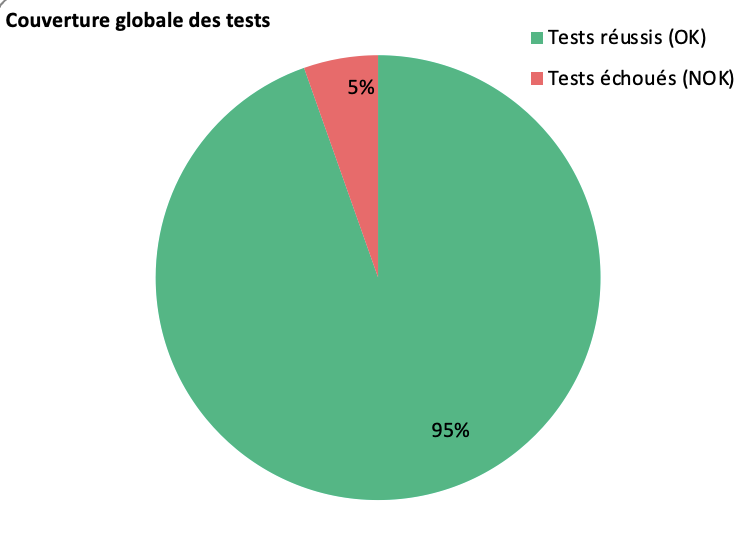 Couverture globale des tests
Tests réussis (OK)
Tests échoués (NOK)
5%
95%